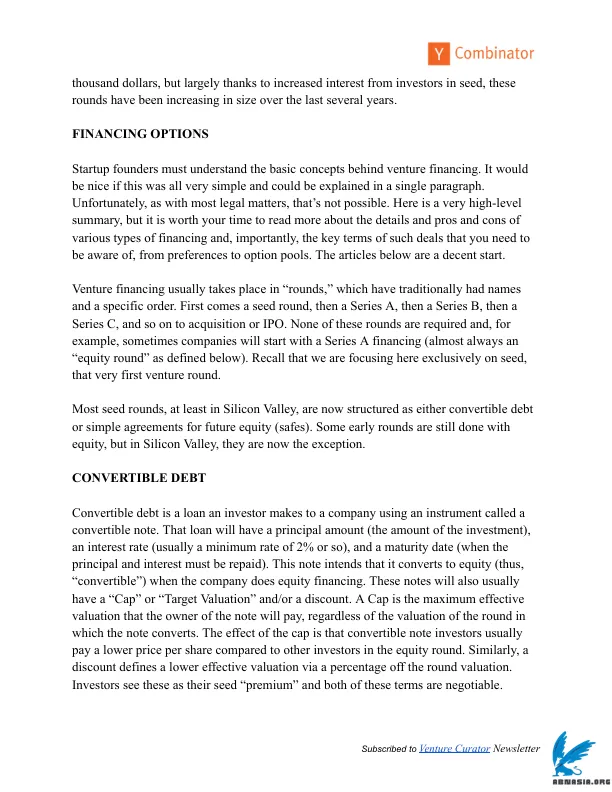 Y Combinator
thousand dollars, but largely thanks to increased interest from investors in seed, these
rounds have been increasing in size over the last several years.
FINANCING OPTIONS
Startup founders must understand the basic concepts behind venture financing. It would
be nice if this was all very simple and could be explained in a single paragraph.
Unfortunately, as with most legal matters, that’s not possible. Here is a very high-level
summary, but it is worth your time to read more about the details and pros and cons of
various types of financing and, importantly, the key terms of such deals that you need to
be aware of, from preferences to option pools. The articles below are a decent start.
Venture financing usually takes place in “rounds,” which have traditionally had names
and a specific order. First comes a seed round, then a Series A, then a Series B, then a
Series C, and so on to acquisition or IPO. None of these rounds are required and, for
example, sometimes companies will start with a Series A financing (almost always an
“equity round” as defined below). Recall that we are focusing here exclusively on seed,
that very first venture round.
Most seed rounds, at least in Silicon Valley, are now structured as either convertible debt
or simple agreements for future equity (safes). Some early rounds are still done with
equity, but in Silicon Valley, they are now the exception.
CONVERTIBLE DEBT
Convertible debt is a loan an investor makes to a company using an instrument called a
convertible note. That loan will have a principal amount (the amount of the investment),
an interest rate (usually a minimum rate of 2% or so), and a maturity date (when the
principal and interest must be repaid). This note intends that it converts to equity (thus,
“convertible”) when the company does equity financing. These notes will also usually
have a “Cap” or “Target Valuation” and/or a discount. A Cap is the maximum effective
valuation that the owner of the note will pay, regardless of the valuation of the round in
which the note converts. The effect of the cap is that convertible note investors usually
pay a lower price per share compared to other investors in the equity round. Similarly, a
discount defines a lower effective valuation via a percentage off the round valuation.
Investors see these as their seed “premium” and both of these terms are negotiable.
Subscribed to Venture Curator Newsletter
ABNASIA.ORG